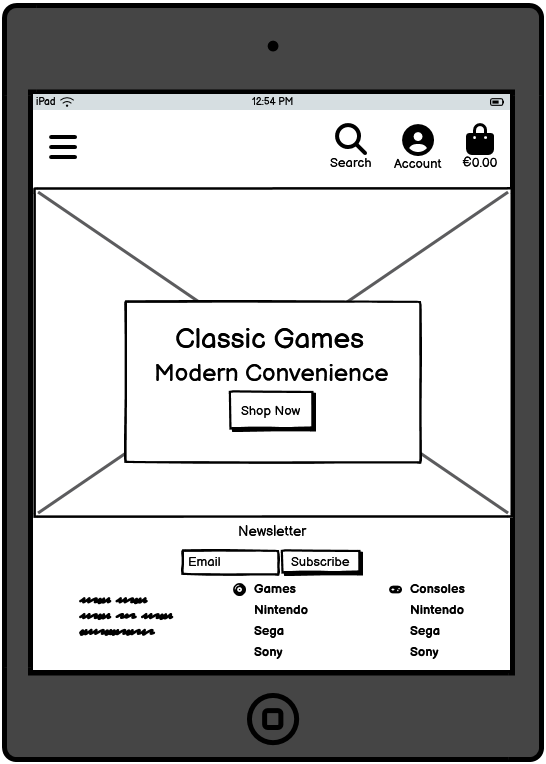 iPad 12:54 PM
Search Account €0.00
Classic Games
Modern Convenience
Shop Now
Newsletter
Email Subscribe
Games Consoles
Nintendo Nintendo
Sega Sega
Sony Sony